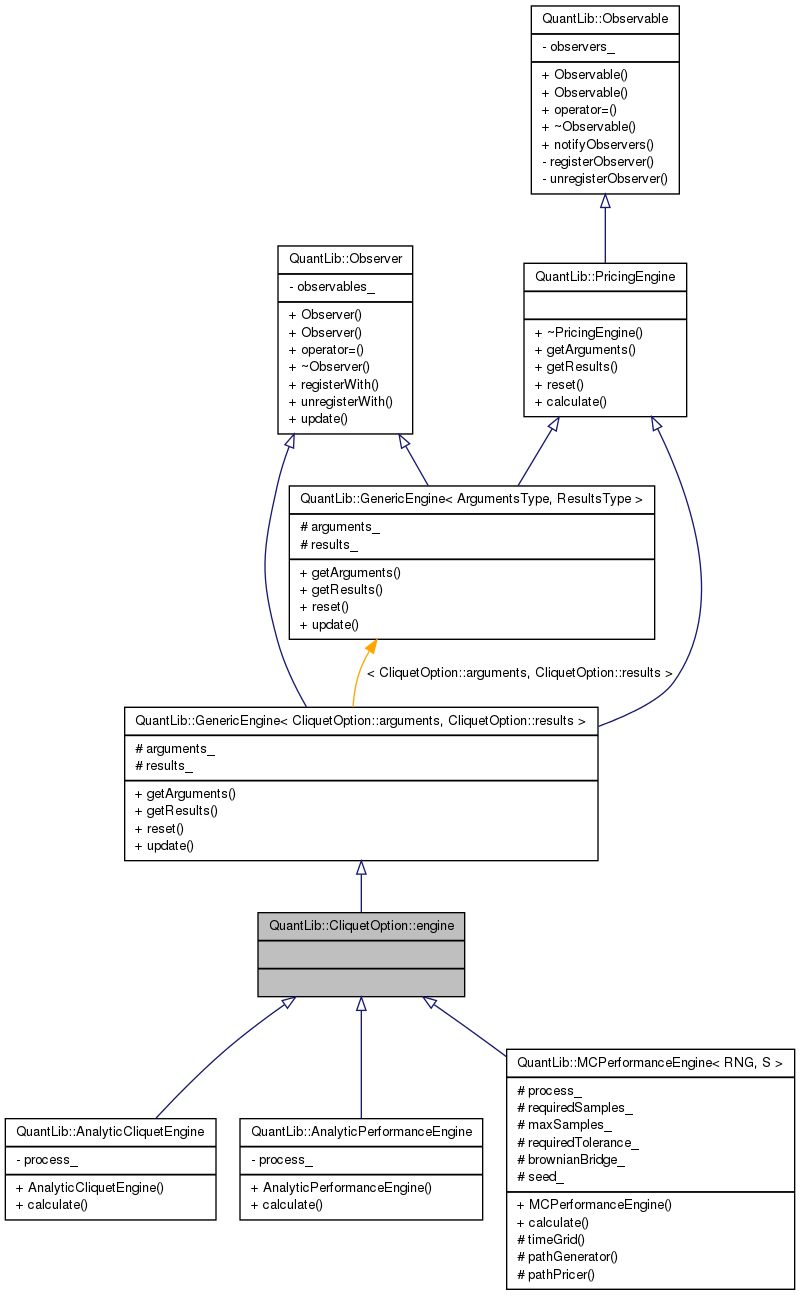 QuantLib::Observable
- observers_
+ Observable()
+ Observable()
+ operator=()
+ ~Observable()
+ notifyObservers()
- registerObserver()
- unregisterObserver()
QuantLib::Observer
- observables_
+ Observer()
+ Observer()
+ operator=()
+ ~Observer()
+ registerWith()
+ unregisterWith()
+ update()
QuantLib::PricingEngine
+ ~PricingEngine()
+ getArguments()
+ getResults()
+ reset()
+ calculate()
QuantLib::GenericEngine< ArgumentsType, ResultsType >
# arguments_
# results_
+ getArguments()
+ getResults()
+ reset()
+ update()
< CliquetOption::arguments, CliquetOption::results >
QuantLib::GenericEngine< CliquetOption::arguments, CliquetOption::results >
# arguments_
# results_
+ getArguments()
+ getResults()
+ reset()
+ update()
QuantLib::CliquetOption::engine
QuantLib::AnalyticCliquetEngine
- process_
+ AnalyticCliquetEngine()
+ calculate()
QuantLib::AnalyticPerformanceEngine
- process_
+ AnalyticPerformanceEngine()
+ calculate()
QuantLib::MCPerformanceEngine< RNG, S >
# process_
# requiredSamples_
# maxSamples_
# requiredTolerance_
# brownianBridge_
# seed_
+ MCPerformanceEngine()
+ calculate()
# timeGrid()
# pathGenerator()
# pathPricer()